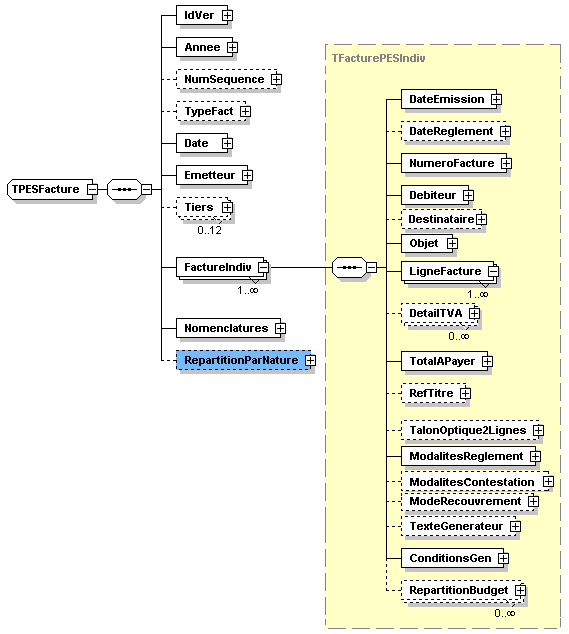 TPESFacture
IdVer
Annee
NumSequence
TypeFact
Date
Emetteur
Tiers
0..12
FactureIndiv
1..∞
Nomenclatures
RepartitionParNature
TFacturePESIndiv
DateEmission
DateReglement
NumeroFacture
Debiteur
Destinataire
Objet
LigneFacture
1..∞
DetailTVA
0..∞
TotalAPayer
RefTitre
TalonOptique2Lignes
ModalitesReglement
ModalitesContestation
ModeRecouvrement
TexteGenerateur
ConditionsGen
RepartitionBudget
0..∞